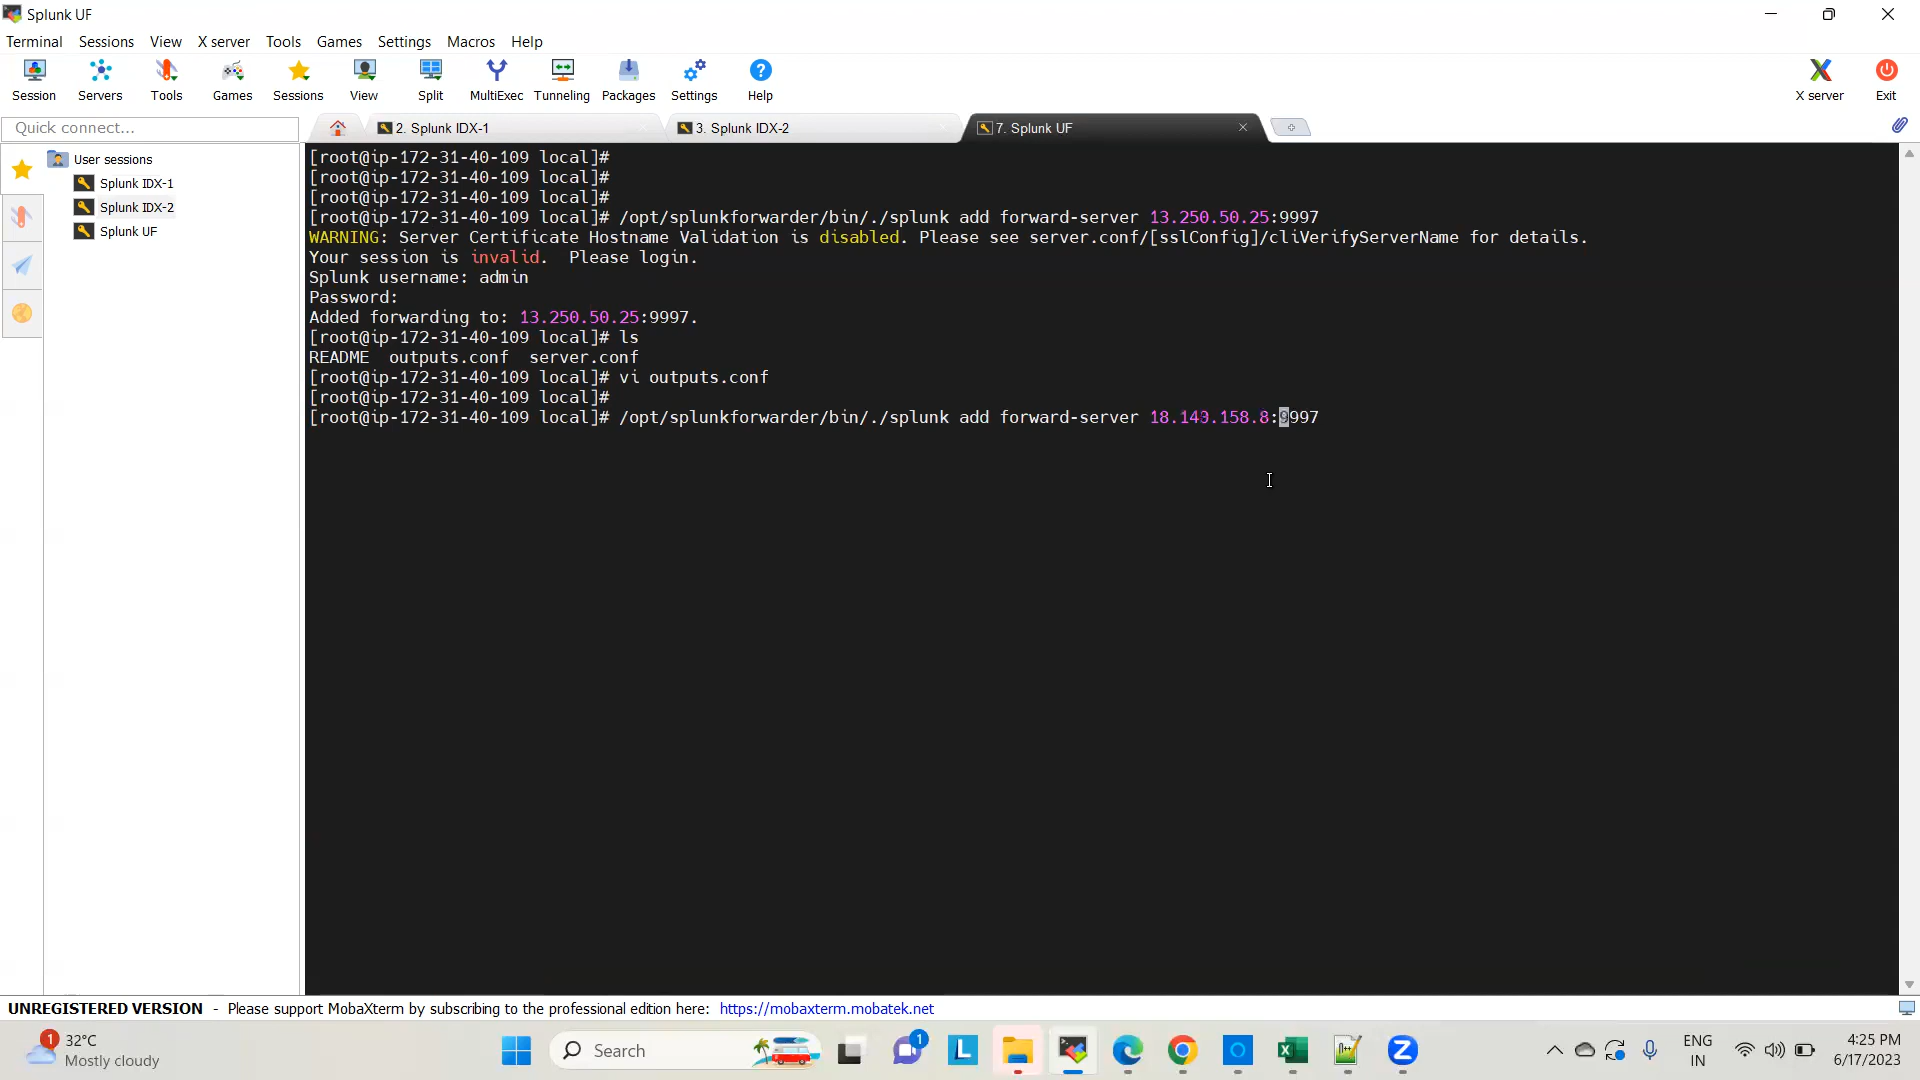 Splunk UF
Terminal Sessions View X server Tools Games Settings Macros Help
Session Servers Tools Games Sessions View Split MultiExec Tunneling Packages Settings Help X server Exit
Quick connect...
2. Splunk IDX-1
3. Splunk IDX-2
7. Splunk UF
User sessions
Splunk IDX-1
Splunk IDX-2
Splunk UF
[root@ip-172-31-40-109 local]#
[root@ip-172-31-40-109 local]#
[root@ip-172-31-40-109 local]#
[root@ip-172-31-40-109 local]# /opt/splunkforwarder/bin/./splunk add forward-server 13.250.50.25:9997
WARNING: Server Certificate Hostname Validation is disabled. Please see server.conf/[sslConfig]/cliVerifyServerName for details.
Your session is invalid.  Please login.
Splunk username: admin
Password:
Added forwarding to: 13.250.50.25:9997.
[root@ip-172-31-40-109 local]# ls
README  outputs.conf  server.conf
[root@ip-172-31-40-109 local]# vi outputs.conf
[root@ip-172-31-40-109 local]#
[root@ip-172-31-40-109 local]# /opt/splunkforwarder/bin/./splunk add forward-server
UNREGISTERED VERSION - Please support MobaXterm by subscribing to the professional edition here: https://mobaxterm.mobatek.net
1
32°C
Mostly cloudy
Search
1
L
ENG
IN
4:25 PM
6/17/2023